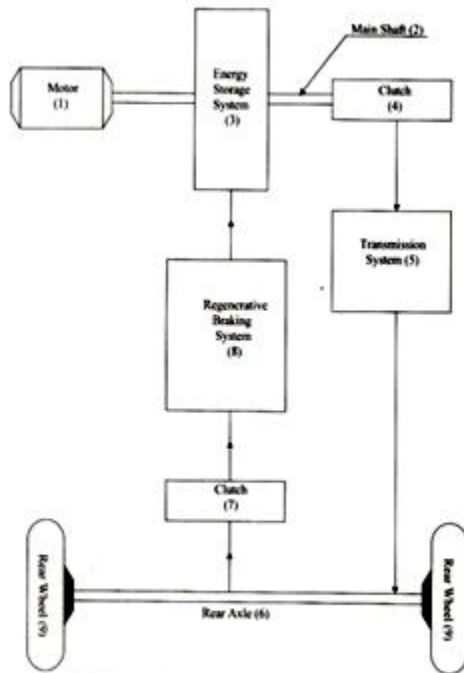 Main Shaft (2)
Motor
(1)
Energy
Storage
System
(3)
Clutch
(4)
Transmission
System (5)
Regenerative
Braking
System
(8)
Clutch
(7)
Rear Wheel (9)
Rear Axle (6)
Rear Wheel (9)